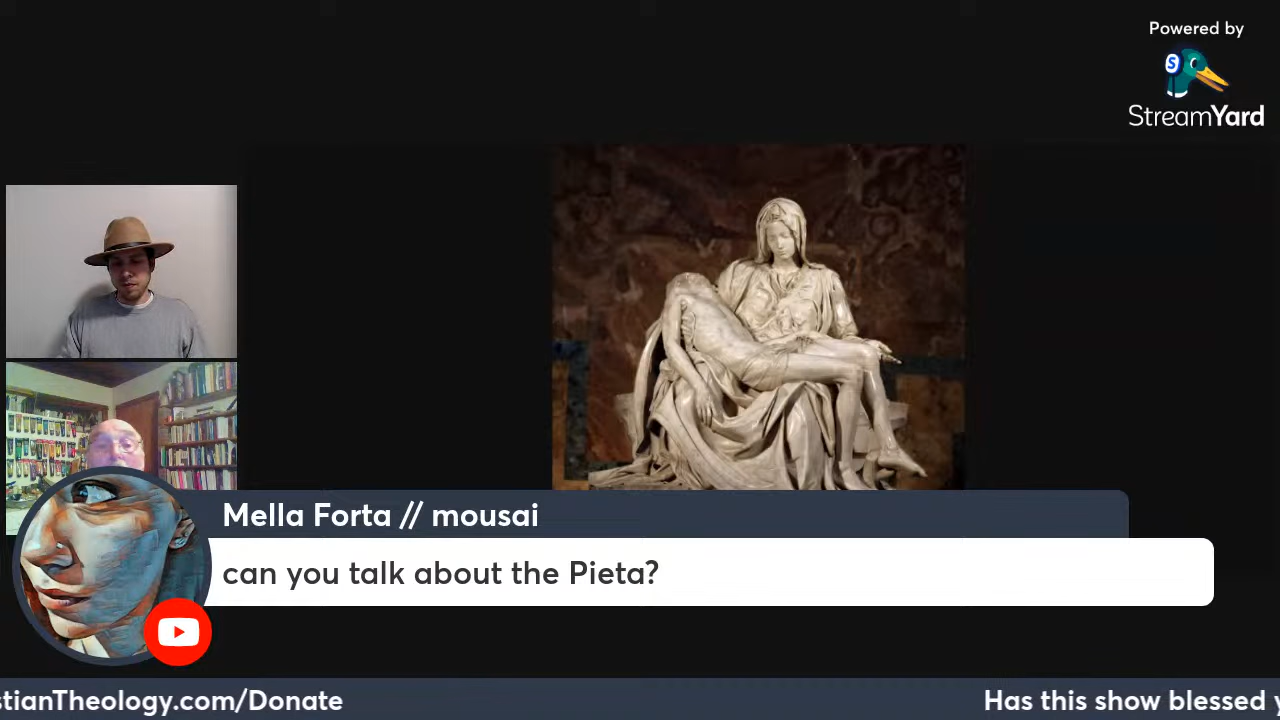 Powered by
StreamYard
Mella Forta // mousai
can you talk about the Pieta?
stianTheology.com/Donate
Has this show blessed y